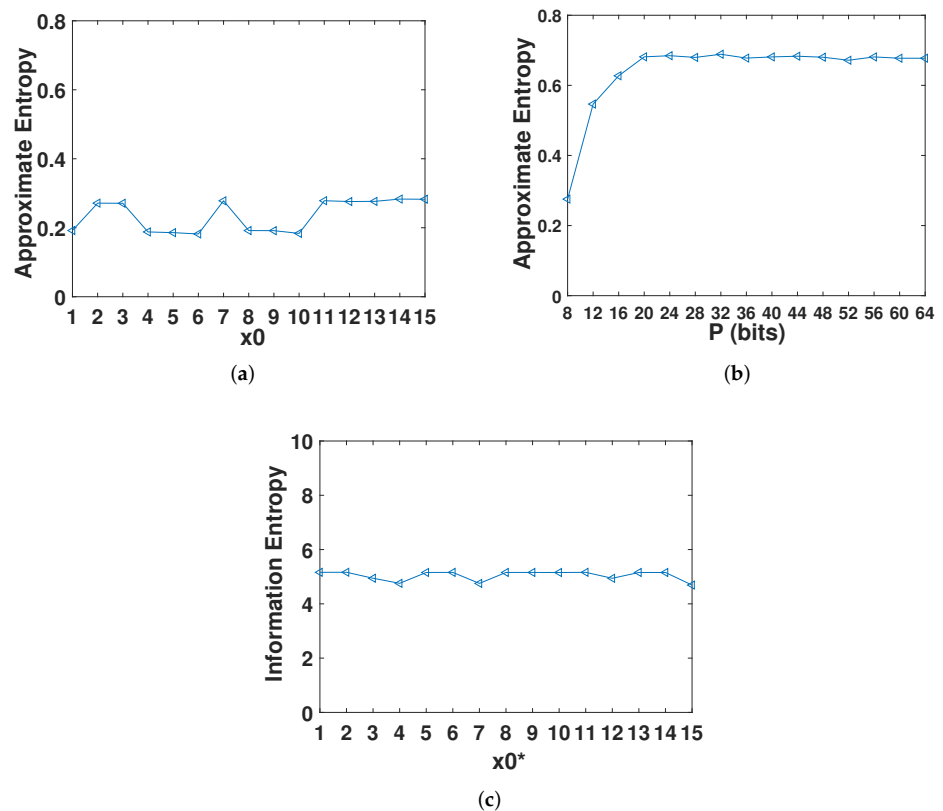 0.8
0.6
0.4
0.2
0
Approximate Entropy
1 2 3 4 5 6 7 8 9 10 11 12 13 14 15
x0
(a)
0.8
0.6
0.4
0.2
0
Approximate Entropy
8 12 16 20 24 28 32 36 40 44 48 52 56 60 64
P (bits)
(b)
10
8
6
4
2
0
Information Entropy
1 2 3 4 5 6 7 8 9 10 11 12 13 14 15
x0*
(c)